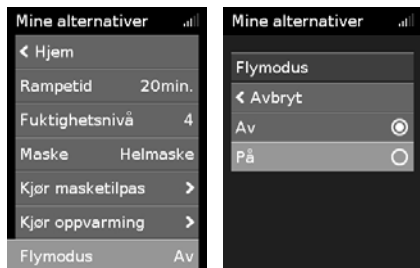 Mine alternativer
< Hjem
Rampetid 20min.
Fuktighetsnivå 4
Maske Helmaske
Kjør masketilpas >
Kjør oppvarming >
Flymodus Av
Mine alternativer
Flymodus
< Avbryt
Av
På